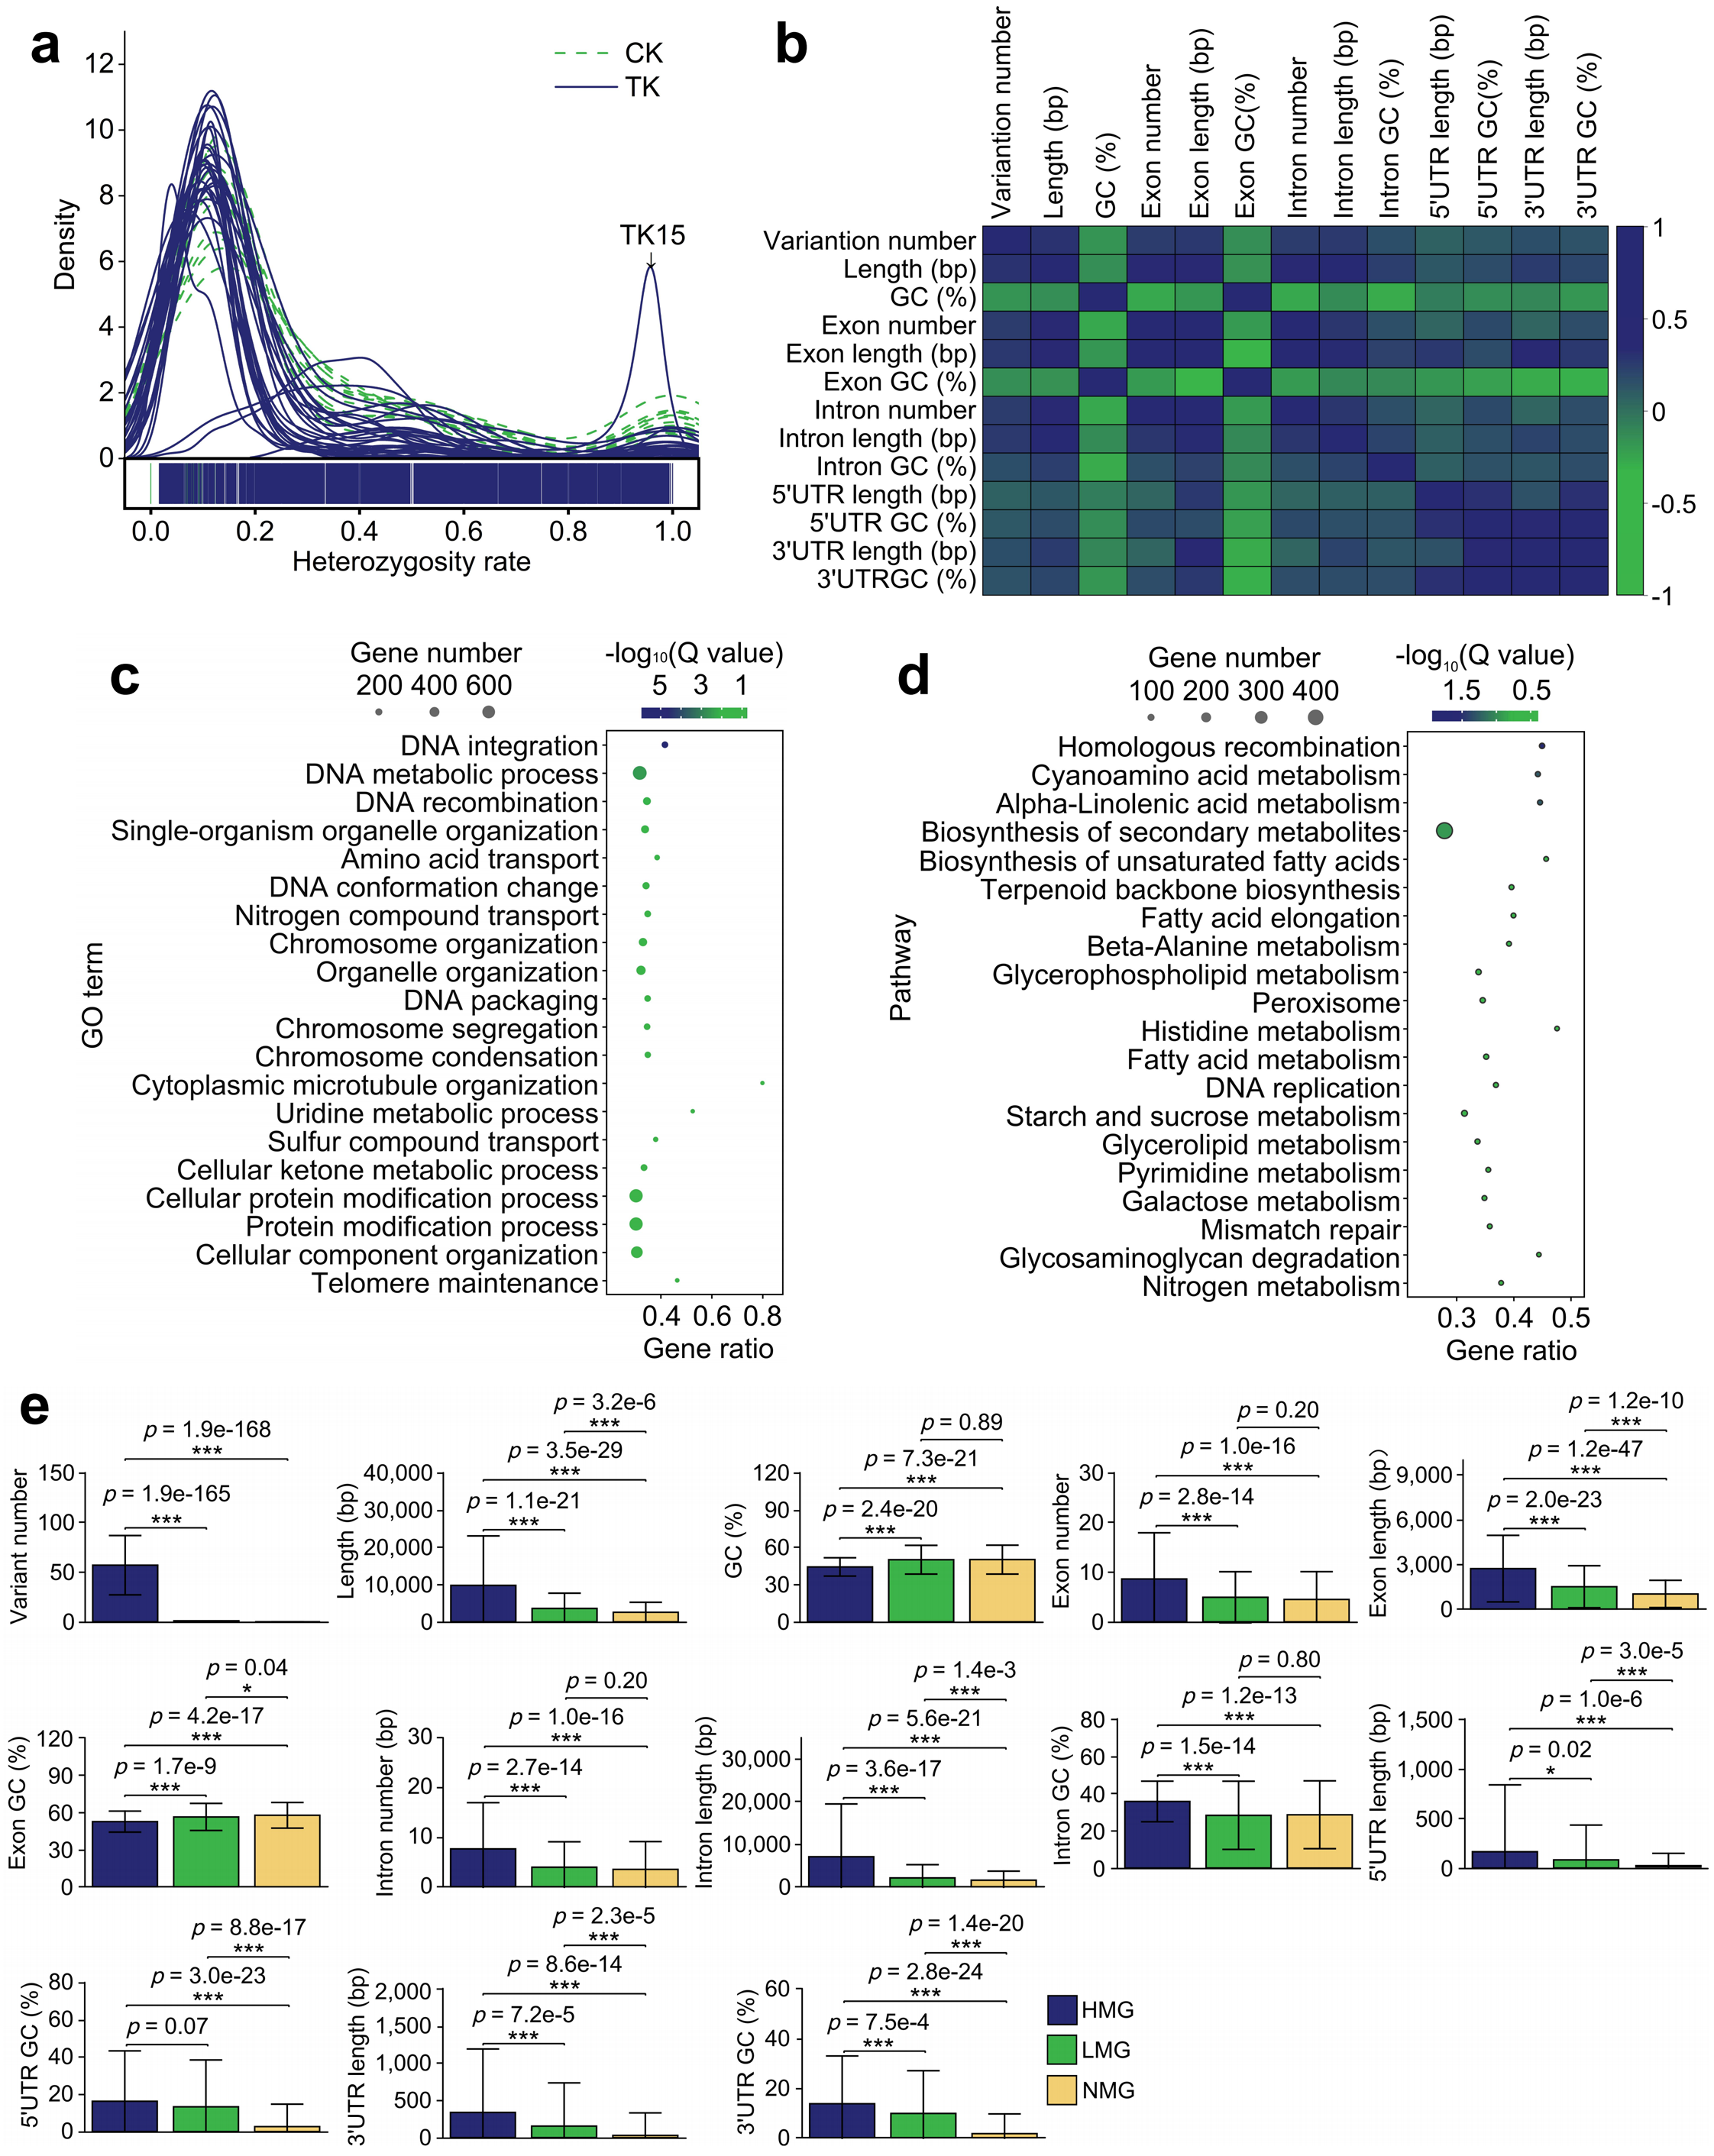 a
CK
TK
TK15
Density
12
10
8
6
4
2
0
0.0 0.2 0.4 0.6 0.8 1.0
Heterozygosity rate
b
Variantion number
Length (bp)
GC (%)
Exon number
Exon length (bp)
Exon GC(%)
Intron number
Intron length (bp)
Intron GC (%)
5'UTR length (bp)
5'UTR GC(%)
3'UTR length (bp)
3'UTR GC (%)
Variantion number
Length (bp)
GC (%)
Exon number
Exon length (bp)
Exon GC (%)
Intron number
Intron length (bp)
Intron GC (%)
5'UTR length (bp)
5'UTR GC (%)
3'UTR length (bp)
3'UTRGC (%)
1
0.5
0
-0.5
-1
c
Gene number
200 400 600
-log10(Q value)
5 3 1
GO term
DNA integration
DNA metabolic process
DNA recombination
Single-organism organelle organization
Amino acid transport
DNA conformation change
Nitrogen compound transport
Chromosome organization
Organelle organization
DNA packaging
Chromosome segregation
Chromosome condensation
Cytoplasmic microtubule organization
Uridine metabolic process
Sulfur compound transport
Cellular ketone metabolic process
Cellular protein modification process
Protein modification process
Cellular component organization
Telomere maintenance
0.4 0.6 0.8
Gene ratio
d
Gene number
100 200 300 400
-log10(Q value)
1.5 0.5
Pathway
Homologous recombination
Cyanoamino acid metabolism
Alpha-Linolenic acid metabolism
Biosynthesis of secondary metabolites
Biosynthesis of unsaturated fatty acids
Terpenoid backbone biosynthesis
Fatty acid elongation
Beta-Alanine metabolism
Glycerophospholipid metabolism
Peroxisome
Histidine metabolism
Fatty acid metabolism
DNA replication
Starch and sucrose metabolism
Glycerolipid metabolism
Pyrimidine metabolism
Galactose metabolism
Mismatch repair
Glycosaminoglycan degradation
Nitrogen metabolism
0.3 0.4 0.5
Gene ratio
e
Variant number
p = 1.9e-168
***
p = 1.9e-165
***
150
100
50
0
Length (bp)
p = 3.2e-6
***
p = 3.5e-29
***
p = 1.1e-21
***
40,000
30,000
20,000
10,000
0
GC (%)
p = 0.89
p = 7.3e-21
***
p = 2.4e-20
***
120
90
60
30
0
Exon number
p = 0.20
p = 1.0e-16
***
p = 2.8e-14
***
30
20
10
0
Exon length (bp)
p = 1.2e-10
***
p = 1.2e-47
***
p = 2.0e-23
***
9,000
6,000
3,000
0
Exon GC (%)
p = 0.04
*
p = 4.2e-17
***
p = 1.7e-9
***
120
90
60
30
0
Intron number (bp)
p = 0.20
p = 1.0e-16
***
p = 2.7e-14
***
30
20
10
0
Intron length (bp)
p = 1.4e-3
***
p = 5.6e-21
***
p = 3.6e-17
***
30,000
20,000
10,000
0
Intron GC (%)
p = 0.80
p = 1.2e-13
***
p = 1.5e-14
***
80
60
40
20
0
5'UTR length (bp)
p = 3.0e-5
***
p = 1.0e-6
***
p = 0.02
*
1,500
1,000
500
0
5'UTR GC (%)
p = 8.8e-17
***
p = 3.0e-23
***
p = 0.07
80
60
40
20
0
3'UTR length (bp)
p = 2.3e-5
***
p = 8.6e-14
***
p = 7.2e-5
***
2,000
1,500
1,000
500
0
3'UTR GC (%)
p = 1.4e-20
***
p = 2.8e-24
***
p = 7.5e-4
***
60
40
20
0
HMG
LMG
NMG